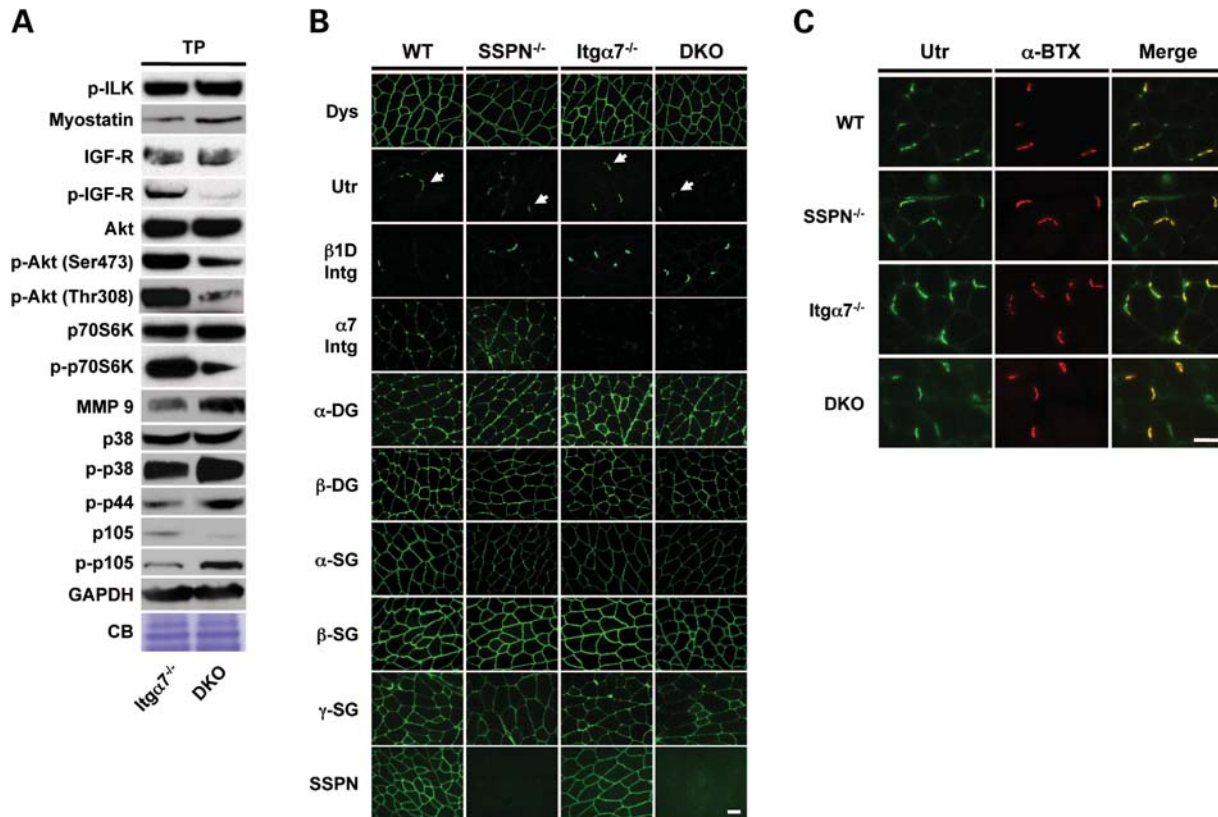 A
TP
p-ILK
Myostatin
IGF-R
p-IGF-R
Akt
p-Akt (Ser473)
p-Akt (Thr308)
p70S6K
p-p70S6K
MMP 9
p38
p-p38
p-p44
p105
p-p105
GAPDH
CB
Itgα7-/-
DKO
B
WT SSPN-/- Itgα7-/- DKO
Dys
Utr
β1D
Intg
α7
Intg
α-DG
β-DG
α-SG
β-SG
γ-SG
SSPN
C
Utr α-BTX Merge
WT
SSPN-/-
Itgα7-/-
DKO